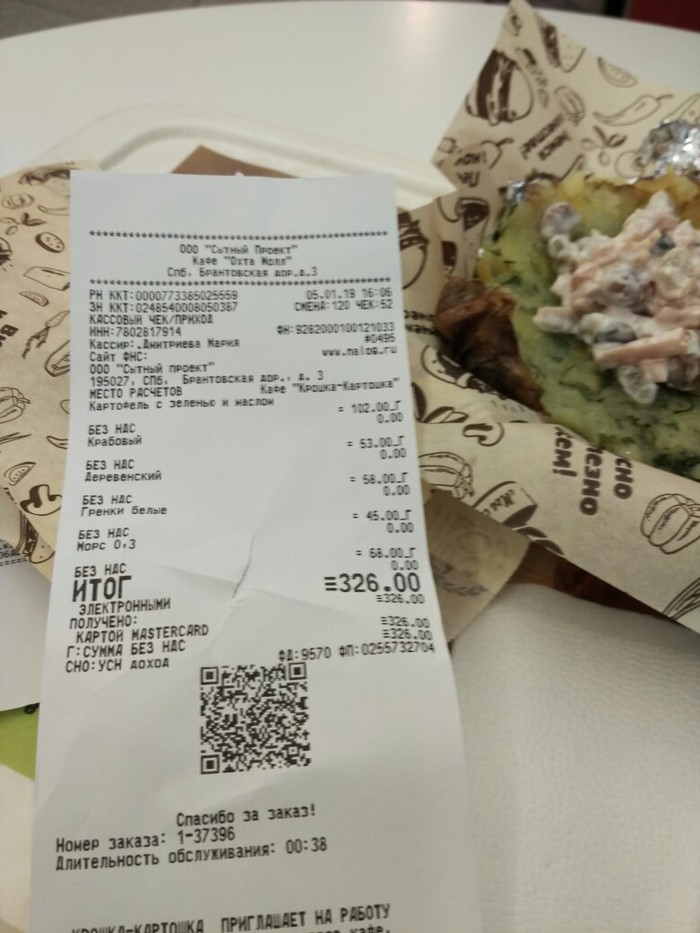 ****************************************
ООО "Сытный Проект"
Кафе "Охта Молл"
Спб, Брантовская дор.д.3
****************************************
РН ККТ:0000773385025559 05.01.19 16:06
ЗН ККТ:0248540008050387 СМЕНА:120 ЧЕК:52
КАССОВЫЙ ЧЕК/ПРИХОД
ИНН:7802817914 ФН:9282000100121033
Кассир:.Дмитриева Мария #0495
Сайт ФНС: www.nalog.ru
ООО "Сытный проект"
195027, СПб, Брантовская дор., д. 3
МЕСТО РАСЧЕТОВ Кафе "Крошка-Картошка"
Картофель с зеленью и маслом
= 102.00_Г
БЕЗ НДС 0.00
Крабовый
= 53.00_Г
БЕЗ НДС 0.00
Деревенский
= 58.00_Г
БЕЗ НДС 0.00
Гренки белые
= 45.00_Г
БЕЗ НДС 0.00
Морс 0,3
= 68.00_Г
БЕЗ НДС 0.00
ИТОГ ≡326.00
ЭЛЕКТРОННЫМИ ≡326.00
ПОЛУЧЕНО:
КАРТОЙ MASTERCARD ≡326.00
Г:СУММА БЕЗ НДС ≡326.00
СНО:УСН доход ФД:9570 ФП:0255732704
Спасибо за заказ!
Номер заказа: 1-37396
Длительность обслуживания: 00:38
КРОШКА-КАРТОШКА ПРИГЛАШАЕТ НА РАБОТУ
кафе.